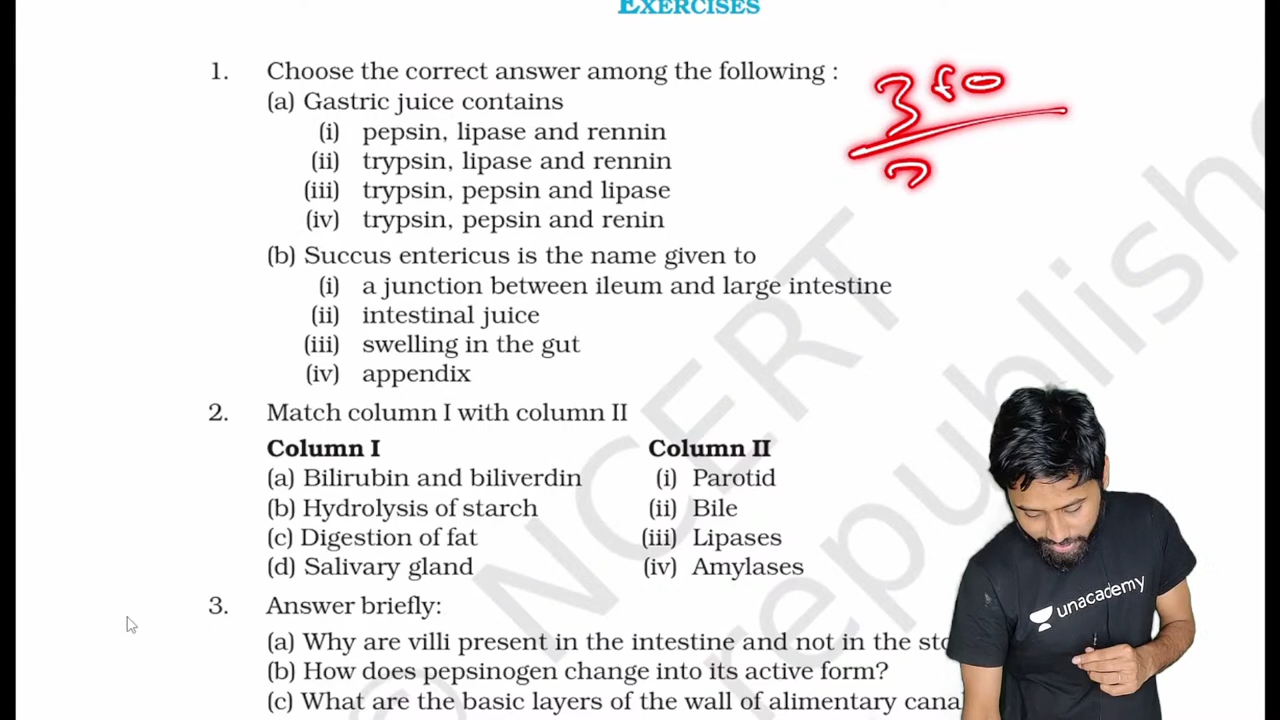 EXERCISES
1. Choose the correct answer among the following :
(a) Gastric juice contains
(i) pepsin, lipase and rennin
(ii) trypsin, lipase and rennin
(iii) trypsin, pepsin and lipase
(iv) trypsin, pepsin and renin
(b) Succus entericus is the name given to
(i) a junction between ileum and large intestine
(ii) intestinal juice
(iii) swelling in the gut
(iv) appendix
2. Match column I with column II
Column I Column II
(a) Bilirubin and biliverdin (i) Parotid
(b) Hydrolysis of starch (ii) Bile
(c) Digestion of fat (iii) Lipases
(d) Salivary gland (iv) Amylases
3. Answer briefly:
(a) Why are villi present in the intestine and not in the
(b) How does pepsinogen change into its active form?
(c) What are the basic layers of the wall of alimentary
© NCERT
republish
unacademy